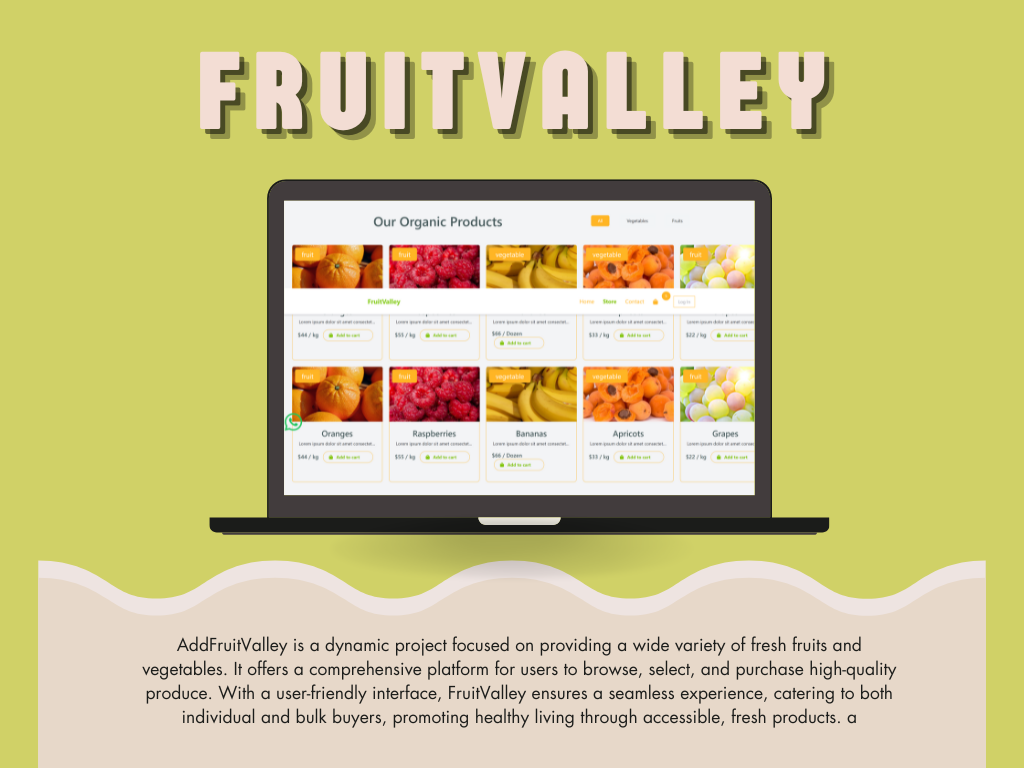 FRUITVALLEY
Our Organic Products
All Vegetables Fruits
fruit fruit vegetable vegetable fruit
FruitValley Home Store Contact Log in
Lorem ipsum dolor sit amet consectet... Lorem ipsum dolor sit amet consectet... $66 / Dozen Lorem ipsum dolor sit amet consectet... Lorem ipsum dolor sit amet consectet...
$44 / kg Add to cart $55 / kg Add to cart Add to cart $33 / kg Add to cart $22 / kg Add to cart
fruit fruit vegetable vegetable fruit
Oranges Raspberries Bananas Apricots Grapes
Lorem ipsum dolor sit amet consectet... Lorem ipsum dolor sit amet consectet... Lorem ipsum dolor sit amet consectet... Lorem ipsum dolor sit amet consectet... Lorem ipsum dolor sit amet consectet...
$44 / kg Add to cart $55 / kg Add to cart $66 / Dozen Add to cart $33 / kg Add to cart $22 / kg Add to cart
AddFruitValley is a dynamic project focused on providing a wide variety of fresh fruits and
vegetables. It offers a comprehensive platform for users to browse, select, and purchase high-quality
produce. With a user-friendly interface, FruitValley ensures a seamless experience, catering to both
individual and bulk buyers, promoting healthy living through accessible, fresh products. a